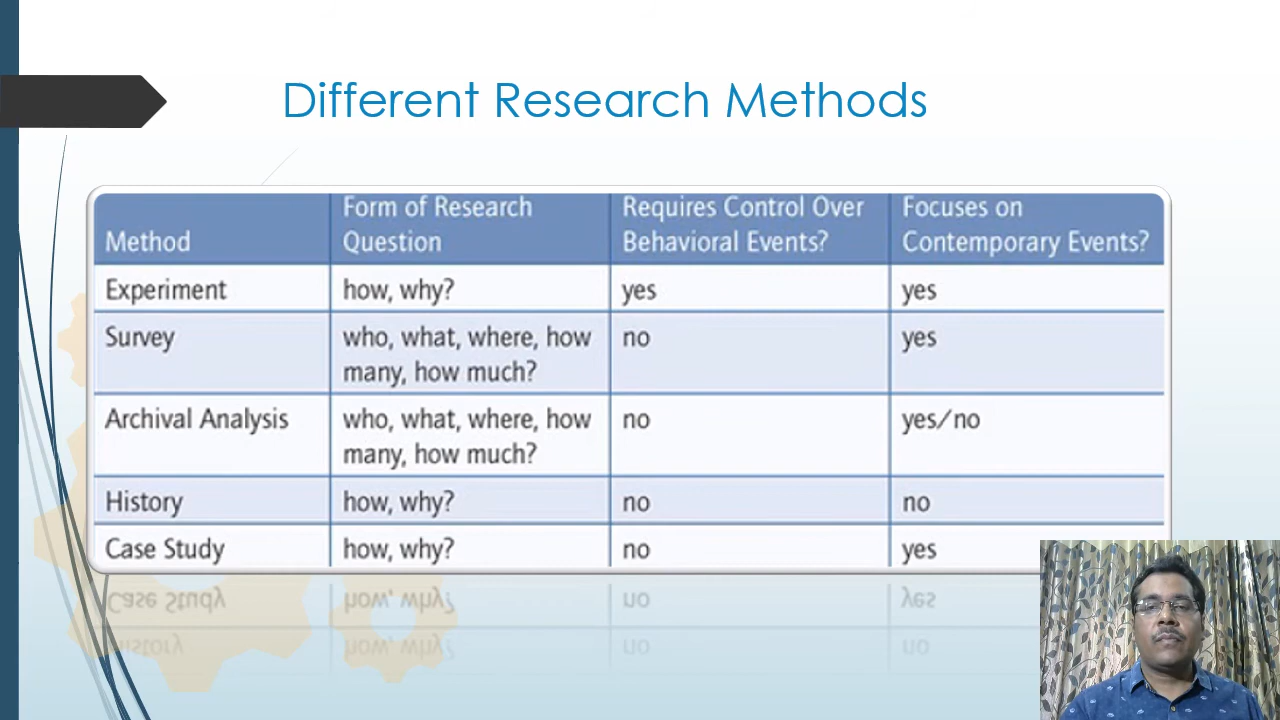 Different Research Methods
Method
Form of Research
Question
Requires Control Over
Behavioral Events?
Focuses on
Contemporary Events?
Experiment
how, why?
yes
yes
Survey
who, what, where, how
many, how much?
no
yes
Archival Analysis
who, what, where, how
many, how much?
no
yes/no
History
how, why?
no
no
Case Study
how, why?
no
yes